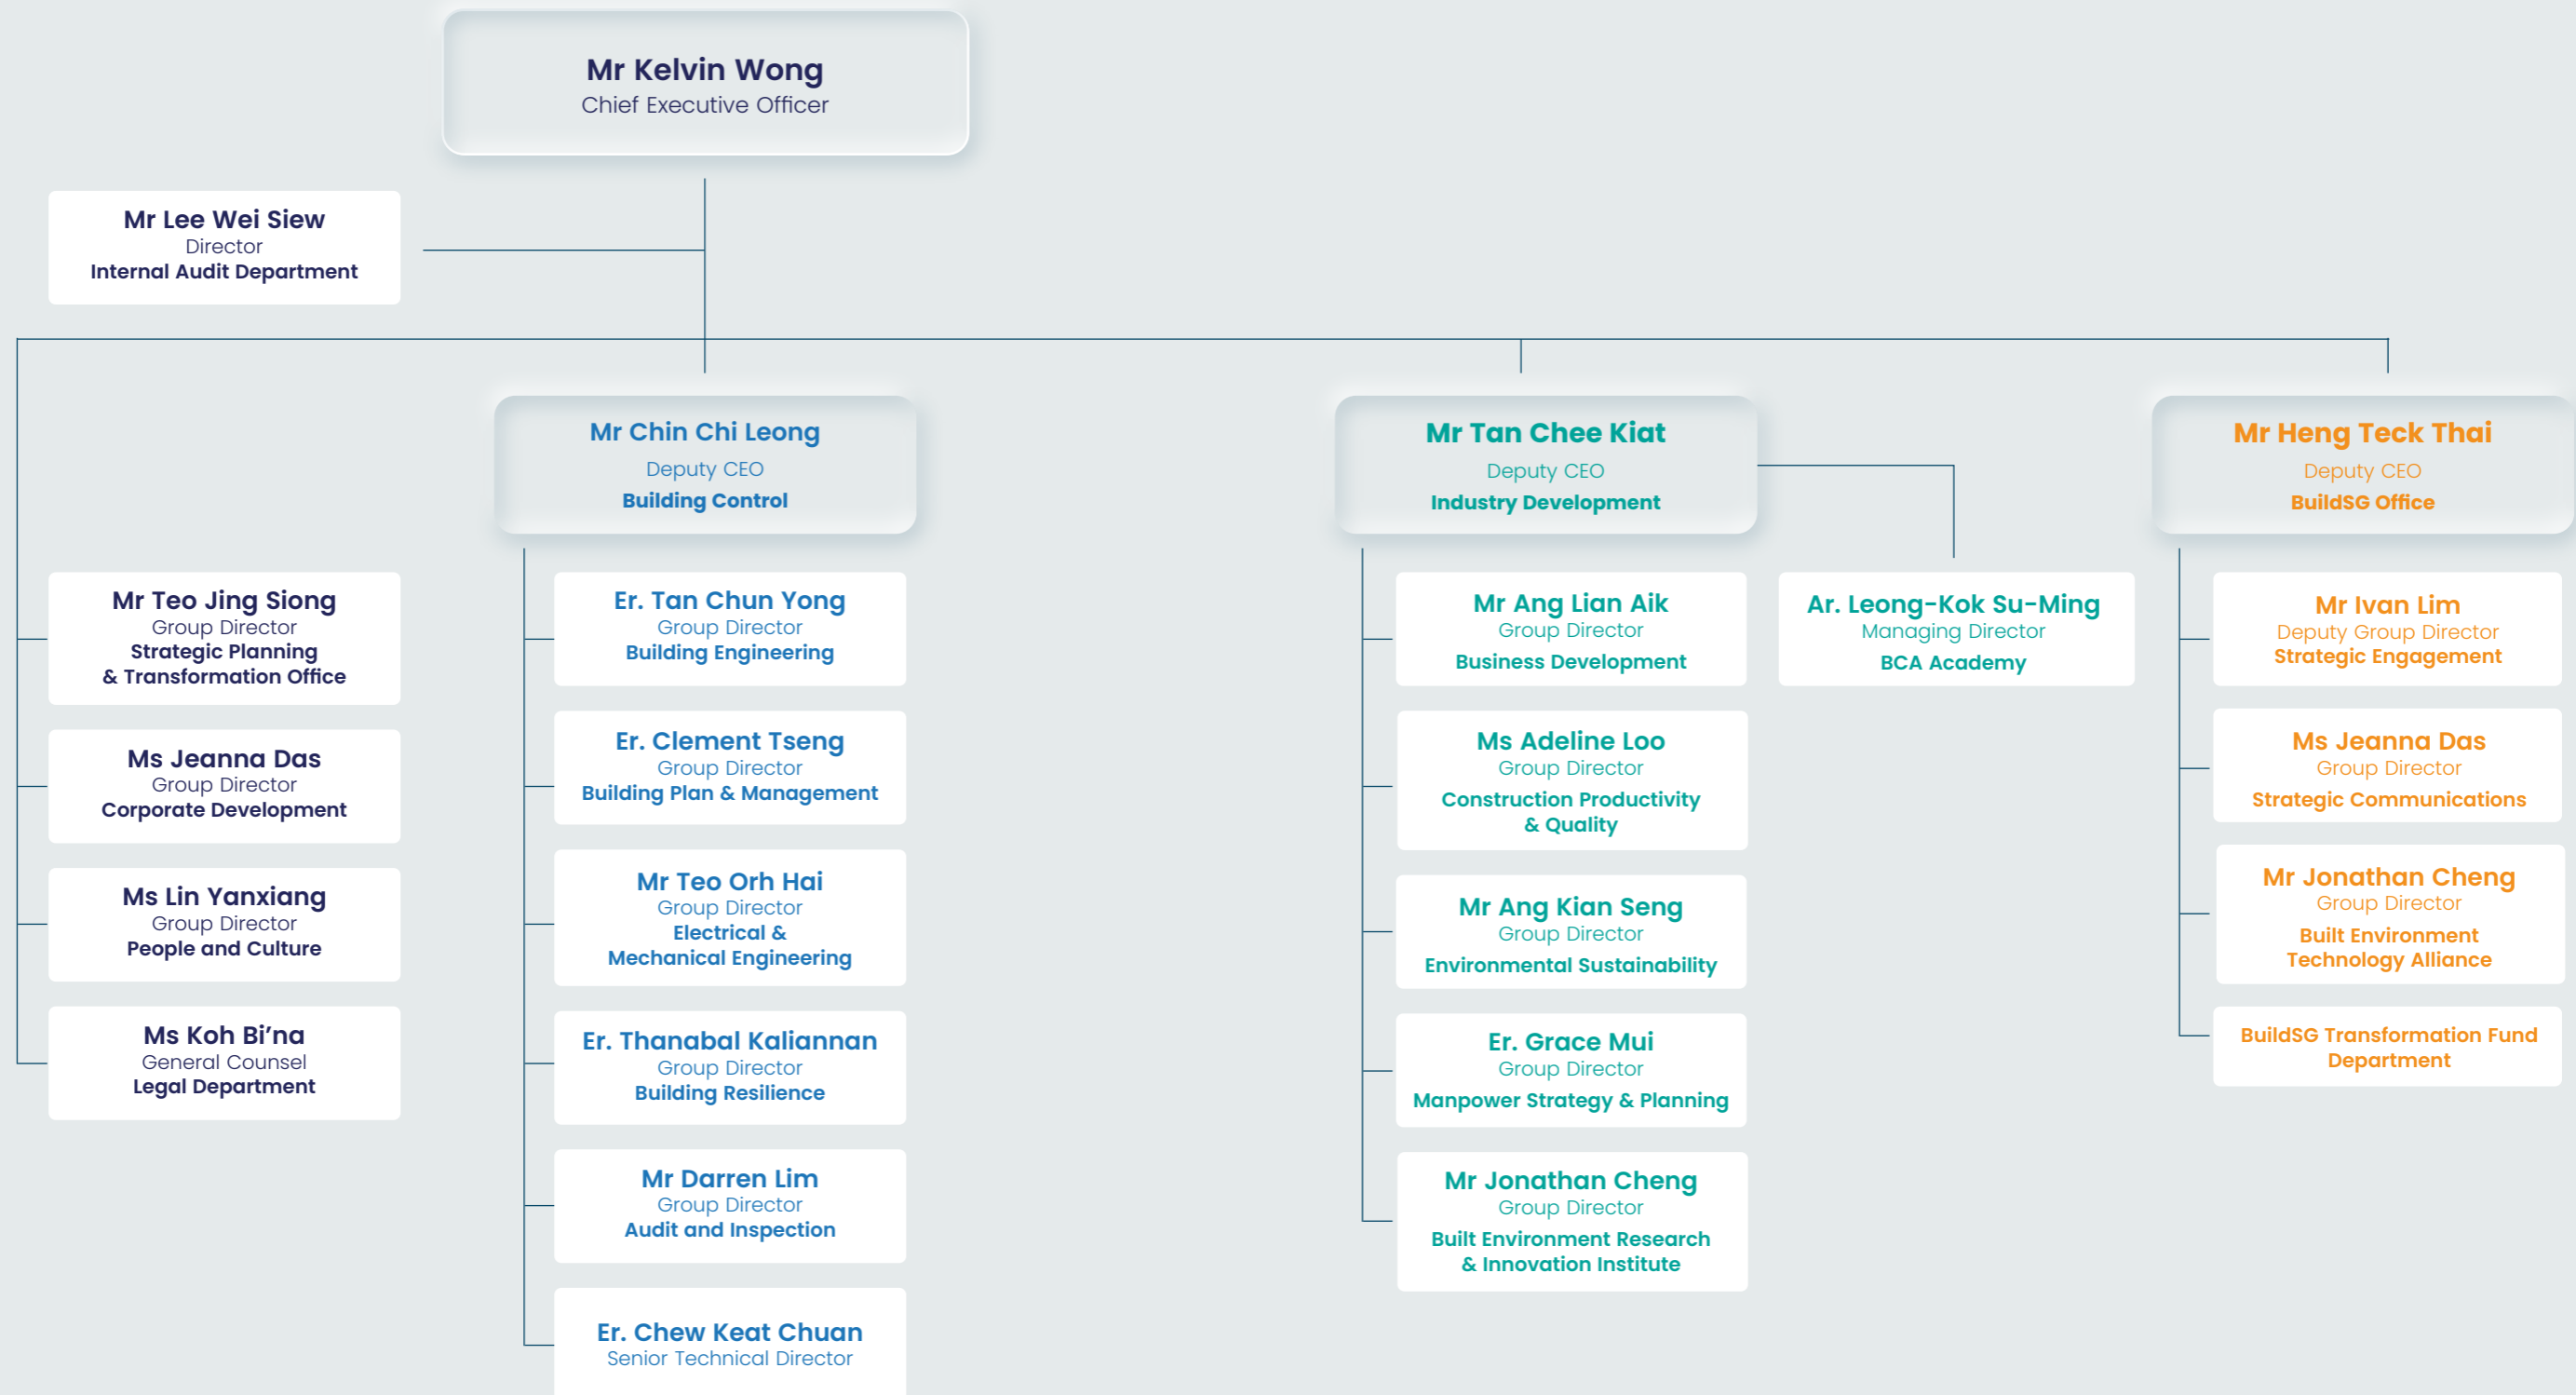 Mr Kelvin Wong
Chief Executive Officer
Mr Lee Wei Siew
Director
Internal Audit Department
Mr Teo Jing Siong
Group Director
Strategic Planning
& Transformation Office
Ms Jeanna Das
Group Director
Corporate Development
Ms Lin Yanxiang
Group Director
People and Culture
Ms Koh Bi’na
General Counsel
Legal Department
Mr Chin Chi Leong
Deputy CEO
Building Control
Er. Tan Chun Yong
Group Director
Building Engineering
Er. Clement Tseng
Group Director
Building Plan & Management
Mr Teo Orh Hai
Group Director
Electrical &
Mechanical Engineering
Er. Thanabal Kaliannan
Group Director
Building Resilience
Mr Darren Lim
Group Director
Audit and Inspection
Er. Chew Keat Chuan
Senior Technical Director
Mr Tan Chee Kiat
Deputy CEO
Industry Development
Mr Ang Lian Aik
Group Director
Business Development
Ms Adeline Loo
Group Director
Construction Productivity
& Quality
Mr Ang Kian Seng
Group Director
Environmental Sustainability
Er. Grace Mui
Group Director
Manpower Strategy & Planning
Mr Jonathan Cheng
Group Director
Built Environment Research
& Innovation Institute
Ar. Leong-Kok Su-Ming
Managing Director
BCA Academy
Mr Heng Teck Thai
Deputy CEO
BuildSG Office
Mr Ivan Lim
Deputy Group Director
Strategic Engagement
Ms Jeanna Das
Group Director
Strategic Communications
Mr Jonathan Cheng
Group Director
Built Environment
Technology Alliance
BuildSG Transformation Fund
Department